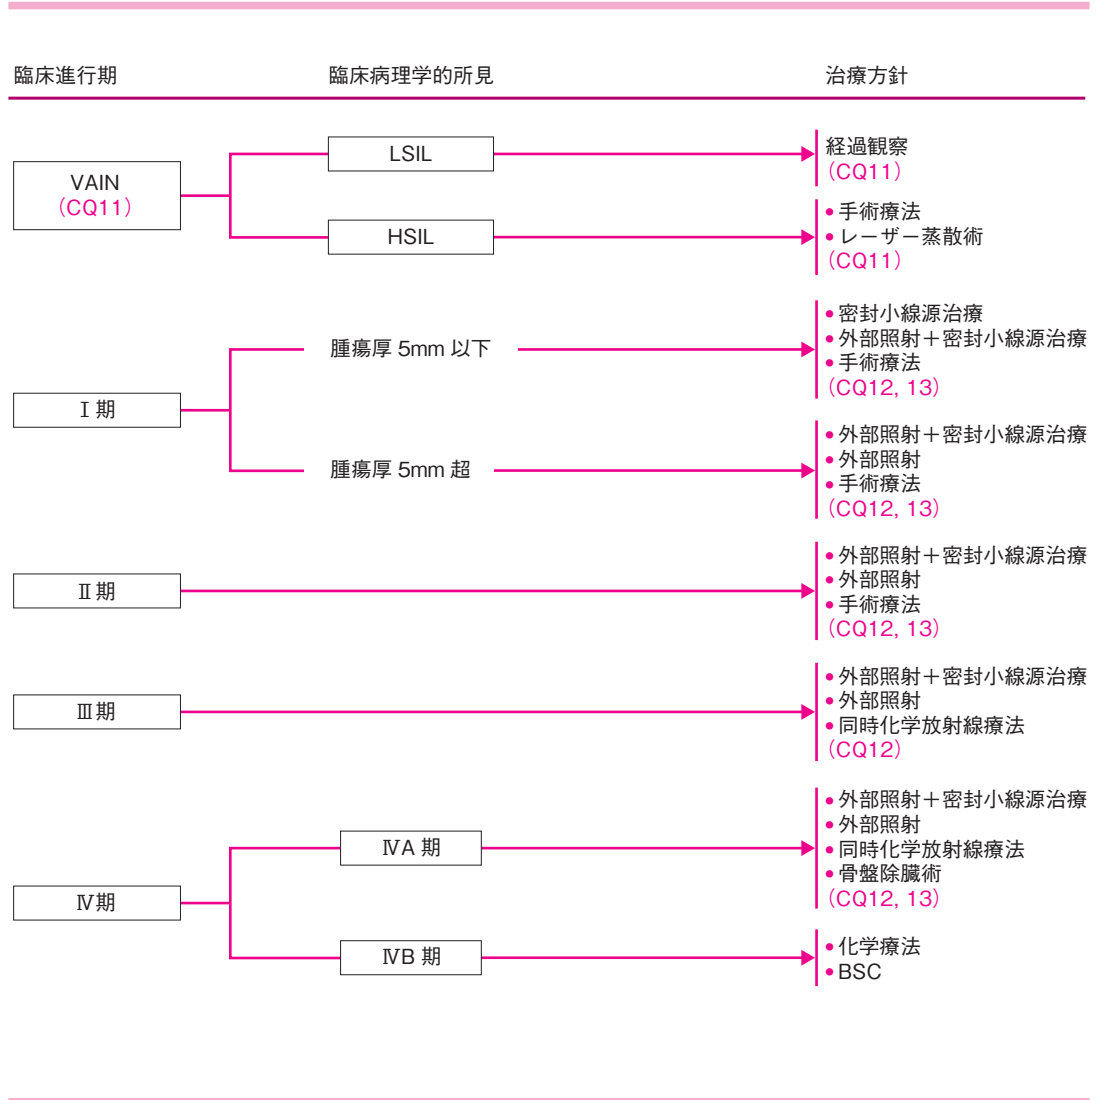 臨床進行期
臨床病理学的所見
治療方針
VAIN
(CQ11)
LSIL
経過観察
(CQ11)
HSIL
• 手術療法
• レーザー蒸散術
(CQ11)
Ⅰ期
腫瘍厚 5mm 以下
• 密封小線源治療
• 外部照射＋密封小線源治療
• 手術療法
(CQ12, 13)
腫瘍厚 5mm 超
• 外部照射＋密封小線源治療
• 外部照射
• 手術療法
(CQ12, 13)
Ⅱ期
• 外部照射＋密封小線源治療
• 外部照射
• 手術療法
(CQ12, 13)
Ⅲ期
• 外部照射＋密封小線源治療
• 外部照射
• 同時化学放射線療法
(CQ12)
Ⅳ期
ⅣA 期
• 外部照射＋密封小線源治療
• 外部照射
• 同時化学放射線療法
• 骨盤除臓術
(CQ12, 13)
ⅣB 期
• 化学療法
• BSC